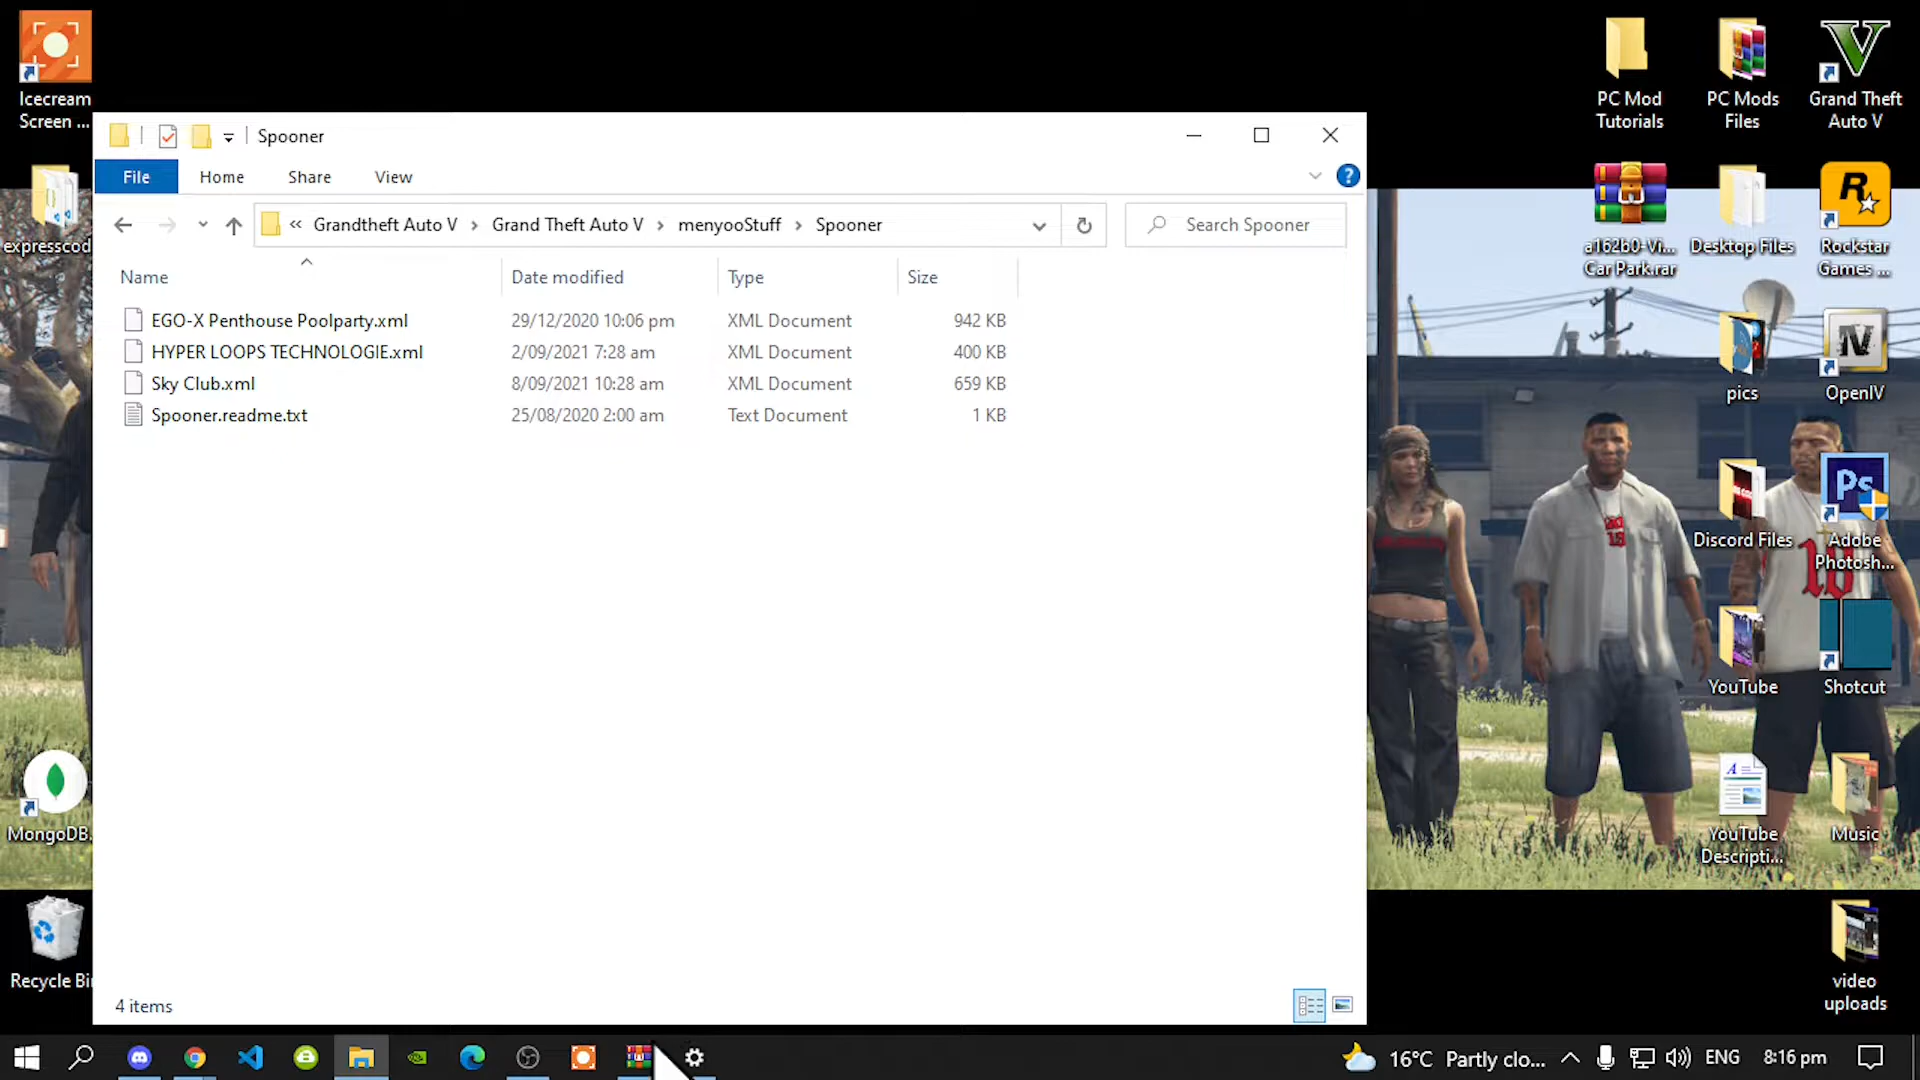 Icecream
Screen ...
expresscod
MongoDB.
Recycle Bi
Spooner
File
Home
Share
View
?
«
Grandtheft Auto V
Grand Theft Auto V
menyooStuff
Spooner
Search Spooner
Name
Date modified
Type
Size
EGO-X Penthouse Poolparty.xml
29/12/2020 10:06 pm
XML Document
942 KB
HYPER LOOPS TECHNOLOGIE.xml
2/09/2021 7:28 am
XML Document
400 KB
Sky Club.xml
8/09/2021 10:28 am
XML Document
659 KB
Spooner.readme.txt
25/08/2020 2:00 am
Text Document
1 KB
4 items
PC Mod
Tutorials
PC Mods
Files
V
Grand Theft
Auto V
a162b0-Vi...
Car Park.rar
Desktop Files
R
Rockstar
Games ...
pics
IV
OpenIV
Discord Files
Ps
Adobe
Photosh...
YouTube
Shotcut
A
YouTube
Descripti...
Music
video
uploads
16°C Partly clo...
ENG
8:16 pm